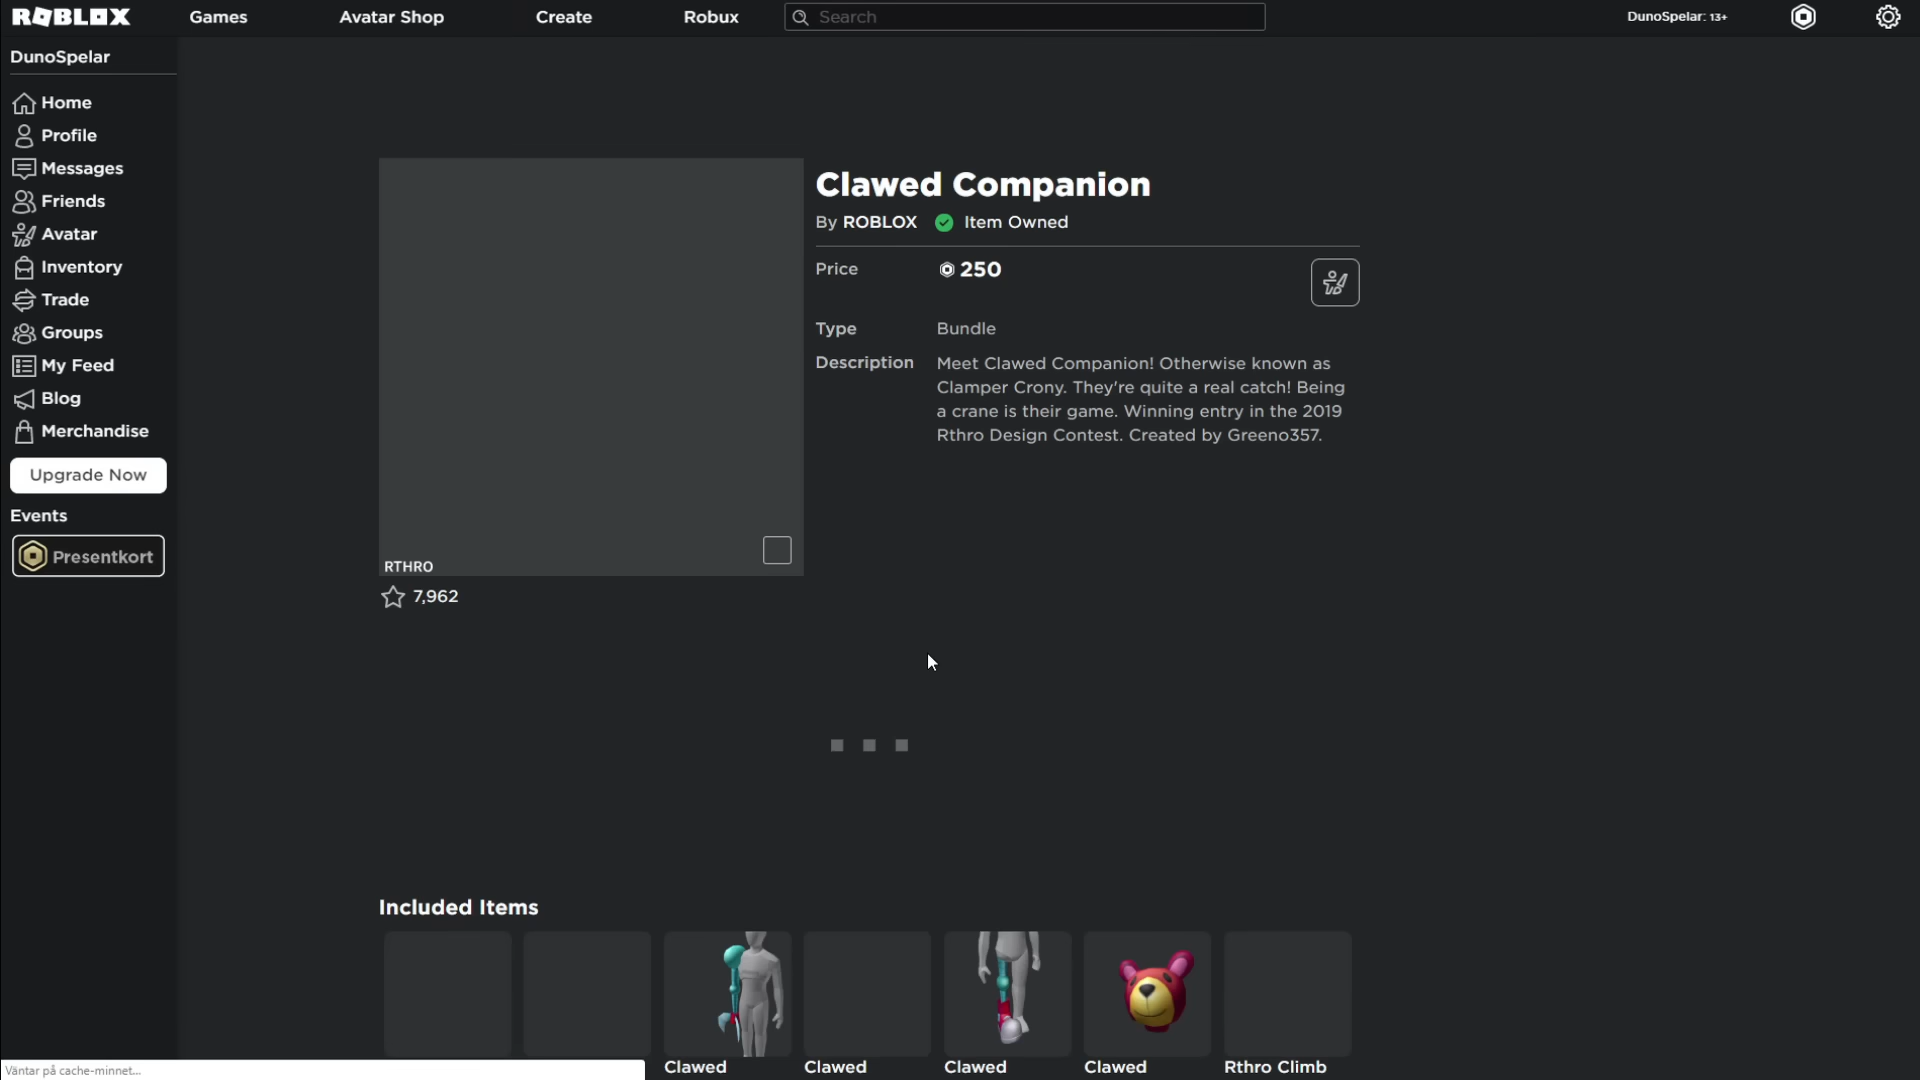 ROBLOX
Games
Avatar Shop
Create
Robux
Search
DunoSpelar: 13+
DunoSpelar
Home
Profile
Messages
Friends
Avatar
Inventory
Trade
Groups
My Feed
Blog
Merchandise
Upgrade Now
Events
Presentkort
Clawed Companion
By ROBLOX Item Owned
Price 250
Type Bundle
Description Meet Clawed Companion! Otherwise known as
Clamper Crony. They're quite a real catch! Being
a crane is their game. Winning entry in the 2019
Rthro Design Contest. Created by Greeno357.
RTHRO
7,962
Included Items
Clawed
Clawed
Clawed
Clawed
Rthro Climb
Väntar på cache-minnet...